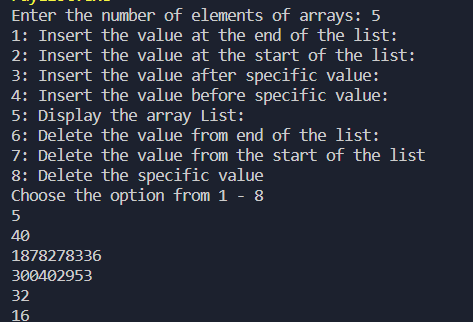 Enter the number of elements of arrays: 5
1: Insert the value at the end of the list:
2: Insert the value at the start of the list:
3: Insert the value after specific value:
4: Insert the value before specific value:
5: Display the array List:
6: Delete the value from end of the list:
7: Delete the value from the start of the list
8: Delete the specific value
Choose the option from 1 - 8
5
40
1878278336
300402953
32
16